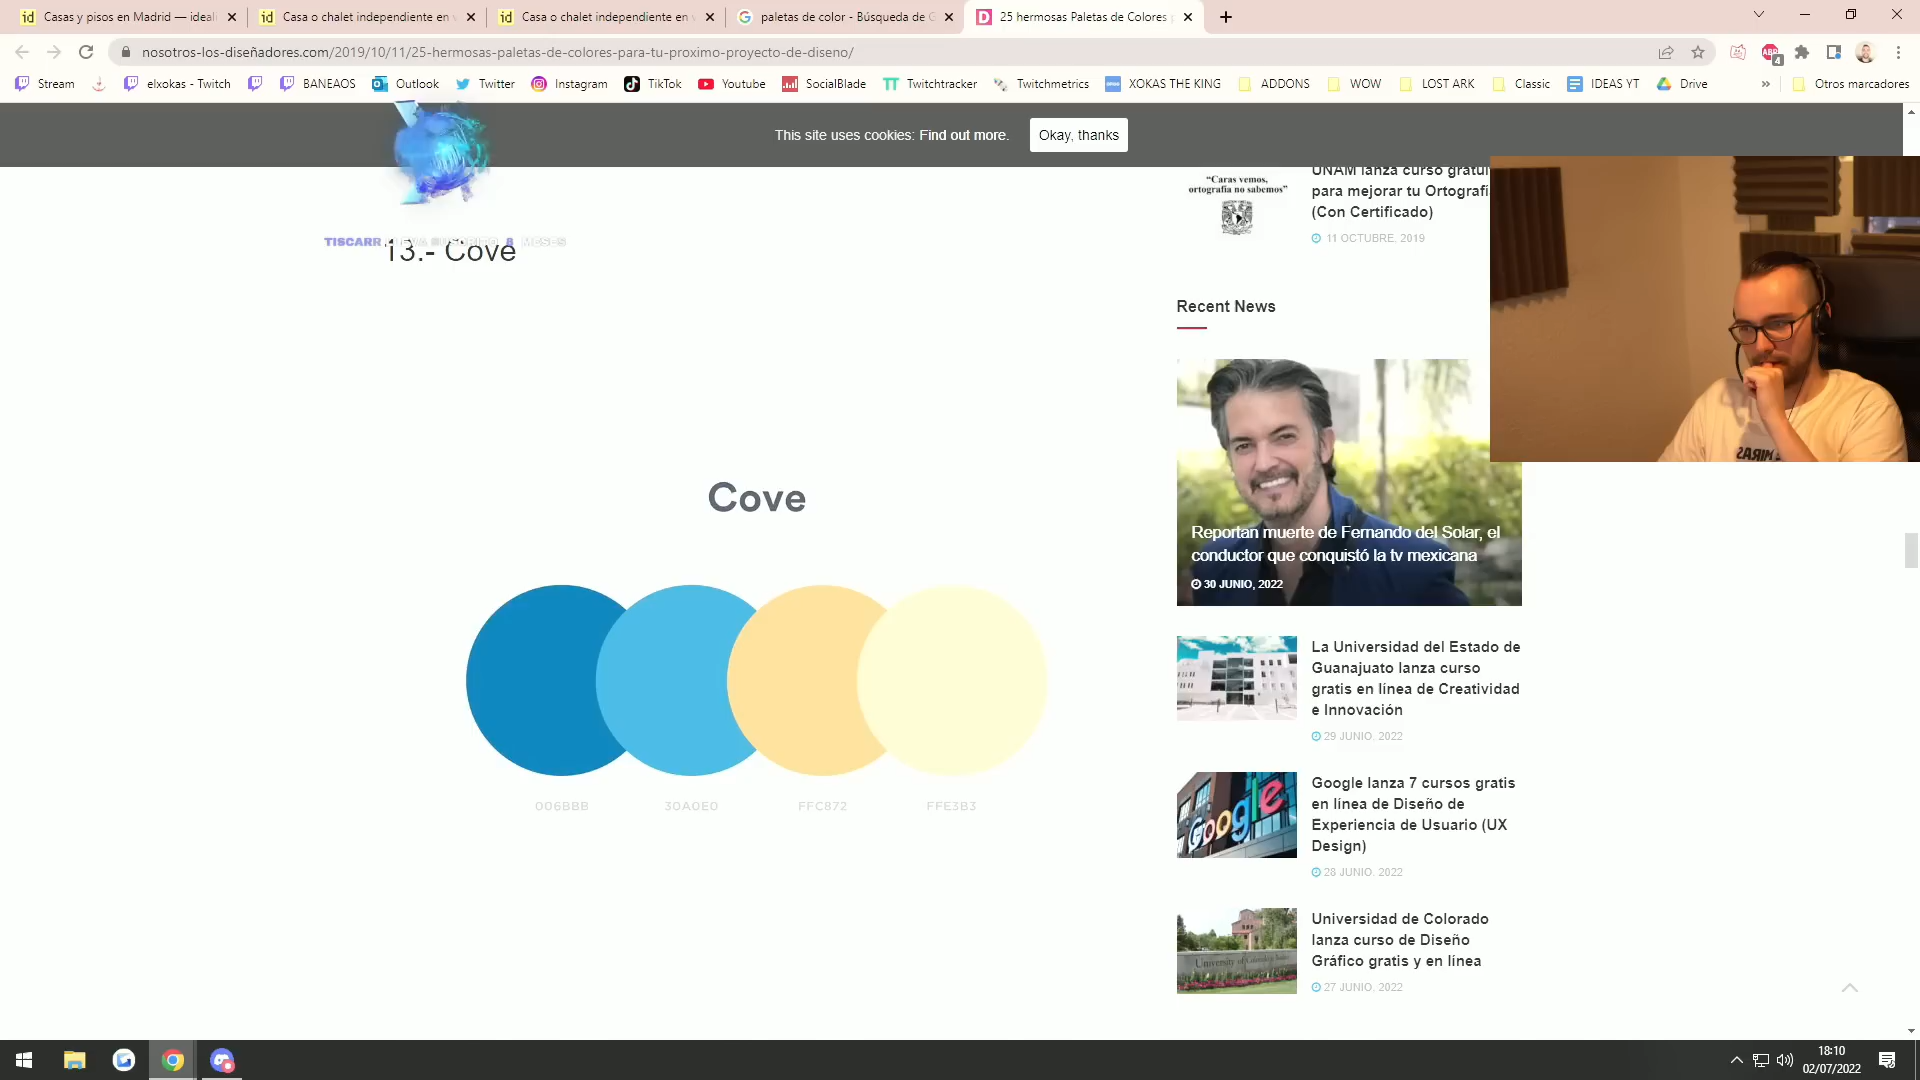 Casas y pisos en Madrid — ideali
Casa o chalet independiente en v
Casa o chalet independiente en v
paletas de color - Búsqueda de G
25 hermosas Paletas de Colores p
nosotros-los-diseñadores.com/2019/10/11/25-hermosas-paletas-de-colores-para-tu-proximo-proyecto-de-diseno/
Stream
elxokas - Twitch
BANEAOS
Outlook
Twitter
Instagram
TikTok
Youtube
SocialBlade
Twitchtracker
Twitchmetrics
XOKAS THE KING
ADDONS
WOW
LOST ARK
Classic
IDEAS YT
Drive
Otros marcadores
This site uses cookies: Find out more.
Okay, thanks
TISCARR
13.- Cove
“Caras vemos,
ortografía no sabemos”
UNAM lanza curso gratui
para mejorar tu Ortografí
(Con Certificado)
11 OCTUBRE, 2019
Recent News
Cove
006BBB
30A0E0
FFC872
FFE3B3
Reportan muerte de Fernando del Solar, el
conductor que conquistó la tv mexicana
30 JUNIO, 2022
La Universidad del Estado de
Guanajuato lanza curso
gratis en línea de Creatividad
e Innovación
29 JUNIO, 2022
Google
Google lanza 7 cursos gratis
en línea de Diseño de
Experiencia de Usuario (UX
Design)
28 JUNIO, 2022
Universidad de Colorado
lanza curso de Diseño
Gráfico gratis y en línea
27 JUNIO, 2022
18:10
02/07/2022